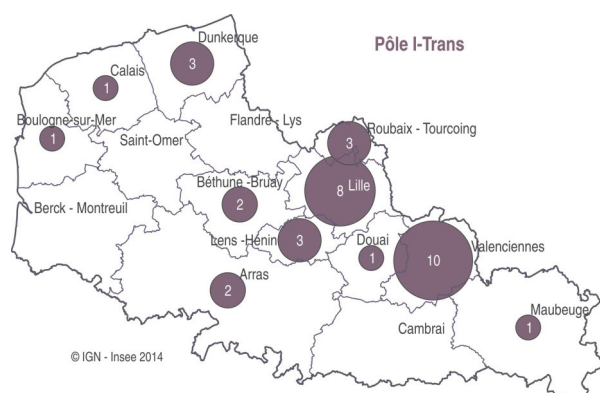 Pôle I-Trans
Dunkerque
3
Calais
1
Boulogne-sur-Mer
1
Saint-Omer
Flandre - Lys
Roubaix - Tourcoing
3
Lille
8
Béthune -Bruay
2
Berck - Montreuil
Lens -Hénin
3
Douai
1
Valenciennes
10
Arras
2
Cambrai
Maubeuge
1
© IGN - Insee 2014